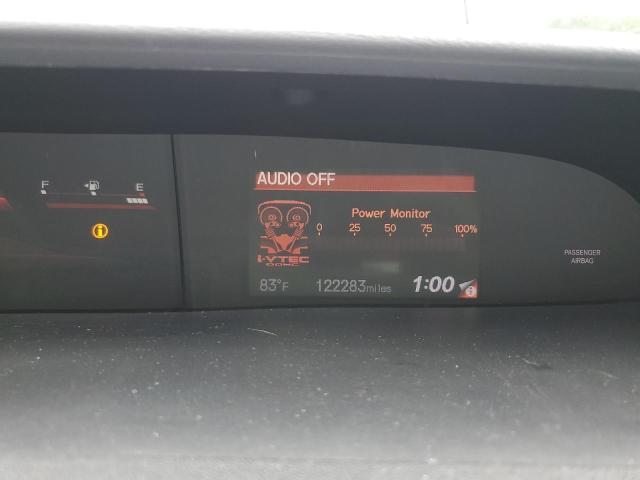 AUDIO OFF
F E
Power Monitor
0 25 50 75 100%
i-VTEC
DOHC
PASSENGER
AIRBAG
83°F 122283miles 1:00